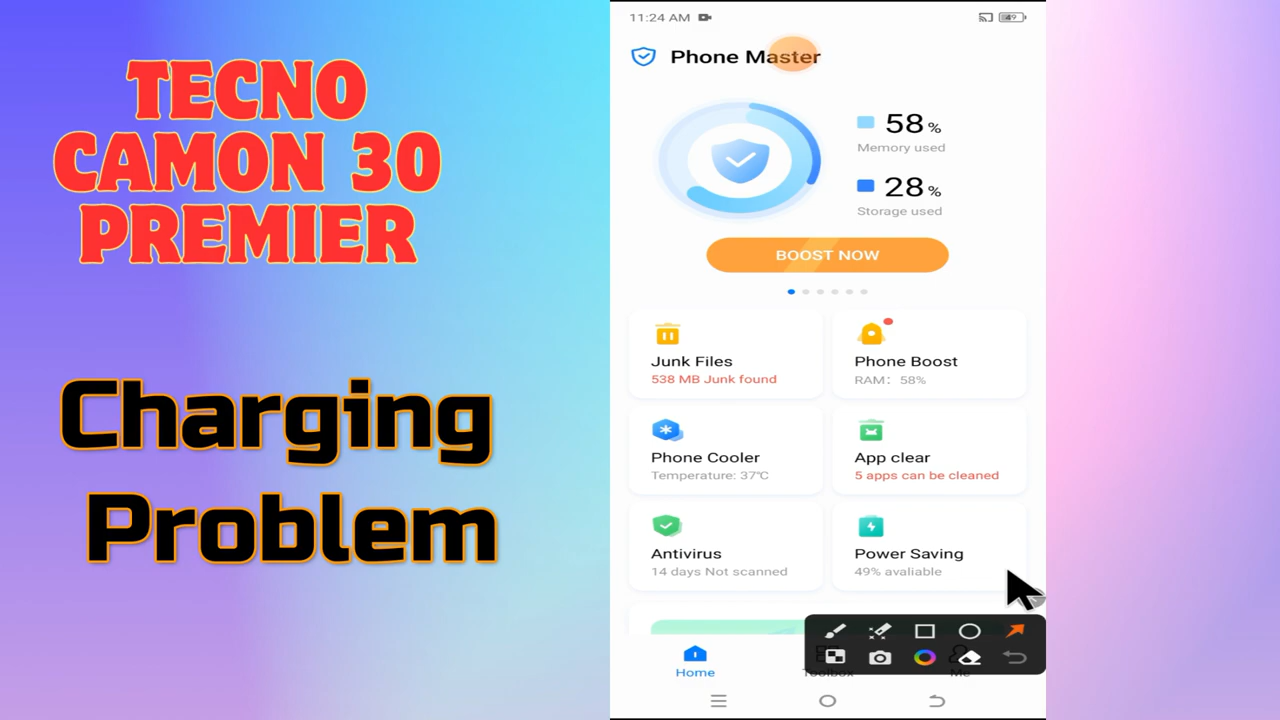 TECNO
CAMON 30
PREMIER
Charging
Problem
11:24 AM
49
Phone Master
58 %
Memory used
28 %
Storage used
BOOST NOW
Junk Files
538 MB Junk found
Phone Boost
RAM: 58%
Phone Cooler
Temperature: 37℃
App clear
5 apps can be cleaned
Antivirus
14 days Not scanned
Power Saving
49% avaliable
Home
Toolbox
Me